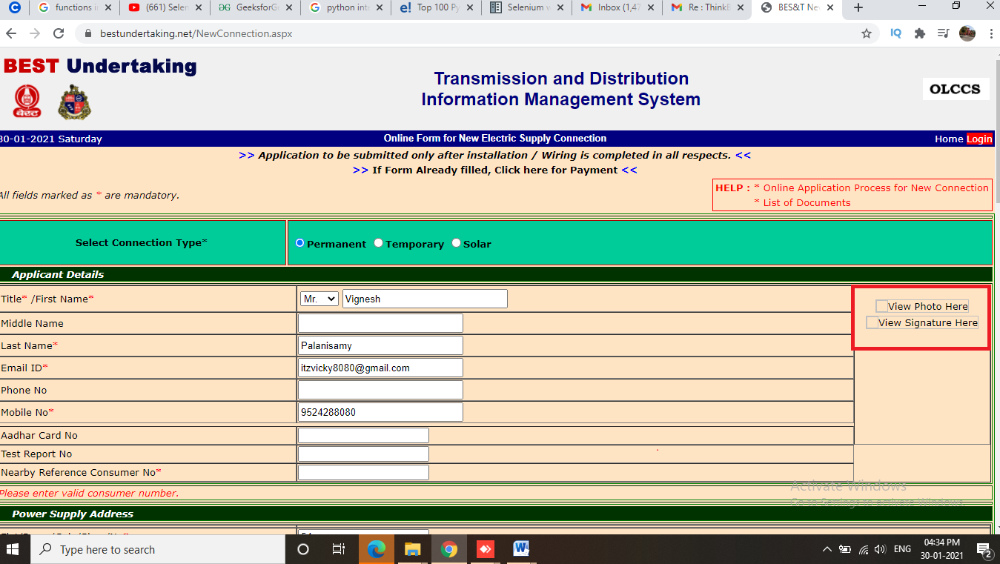 functions i
(661) Selen
GeeksforG
python inte
Top 100 Py
Selenium w
Inbox (1,47
Re : ThinkB
BES&T Ne
bestundertaking.net/NewConnection.aspx
IQ
BEST Undertaking
Transmission and Distribution
Information Management System
OLCCS
बेस्ट
30-01-2021 Saturday
Online Form for New Electric Supply Connection
Home Login
>> Application to be submitted only after installation / Wiring is completed in all respects. <<
>> If Form Already filled, Click here for Payment <<
All fields marked as * are mandatory.
HELP : * Online Application Process for New Connection
* List of Documents
Select Connection Type*
Permanent Temporary Solar
Applicant Details
Title* /First Name* Mr. Vignesh
View Photo Here
View Signature Here
Middle Name
Last Name* Palanisamy
Email ID* itzvicky8080@gmail.com
Phone No
Mobile No* 9524288080
Aadhar Card No
Test Report No
Nearby Reference Consumer No*
Please enter valid consumer number.
Activate Windows
Go to Settings to activate Windows.
Power Supply Address
Type here to search
ENG
04:34 PM
30-01-2021
2